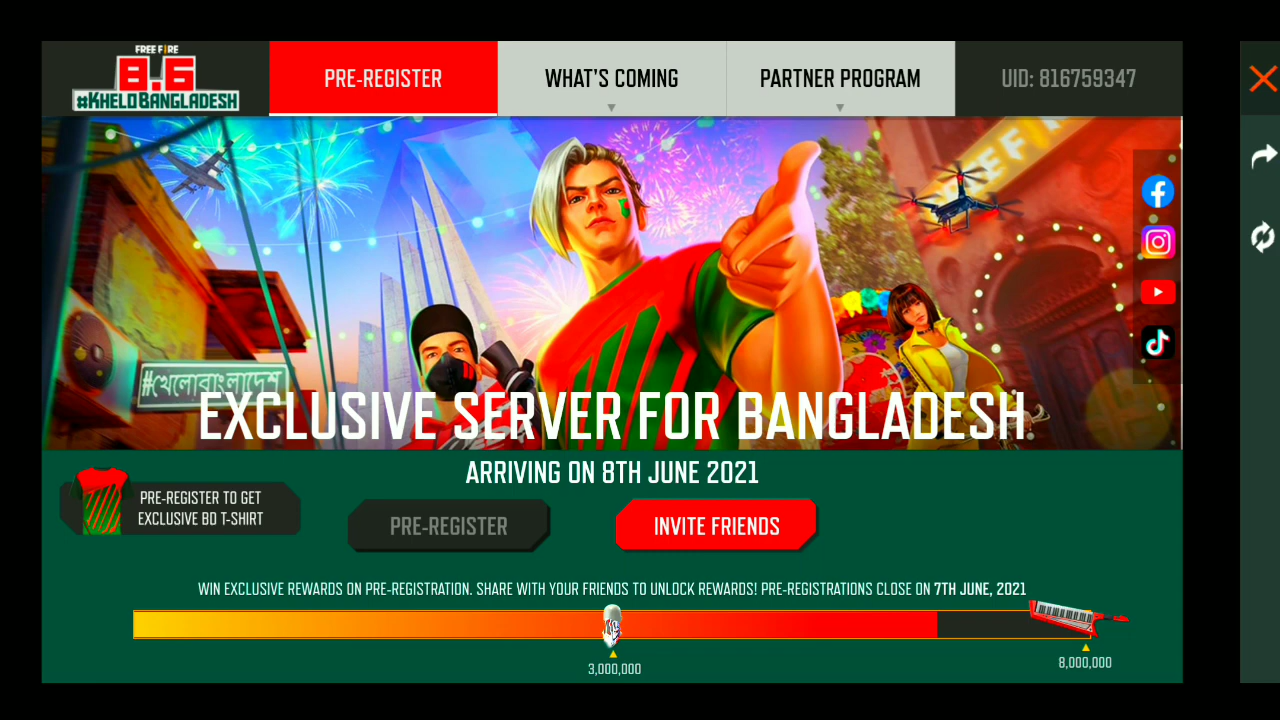 FREE FIRE
8.6
#KHELOBANGLADESH
PRE-REGISTER
WHAT'S COMING
PARTNER PROGRAM
UID: 816759347
FREE F
#খেলোবাংলাদেশ
EXCLUSIVE SERVER FOR BANGLADESH
ARRIVING ON 8TH JUNE 2021
PRE-REGISTER TO GET
EXCLUSIVE BD T-SHIRT
PRE-REGISTER
INVITE FRIENDS
WIN EXCLUSIVE REWARDS ON PRE-REGISTRATION. SHARE WITH YOUR FRIENDS TO UNLOCK REWARDS! PRE-REGISTRATIONS CLOSE ON 7TH JUNE, 2021
3,000,000
8,000,000